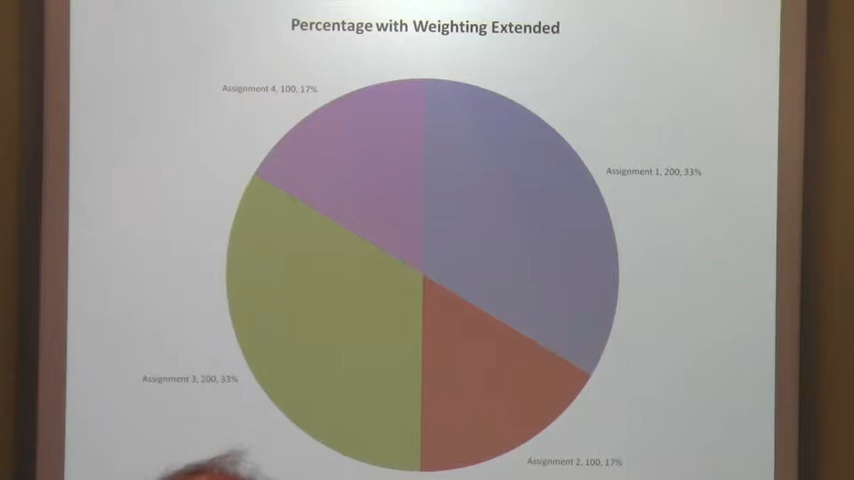 Percentage with Weighting Extended
Assignment 4, 100, 17%
Assignment 1, 200, 33%
Assignment 3, 200, 33%
Assignment 2, 100, 17%